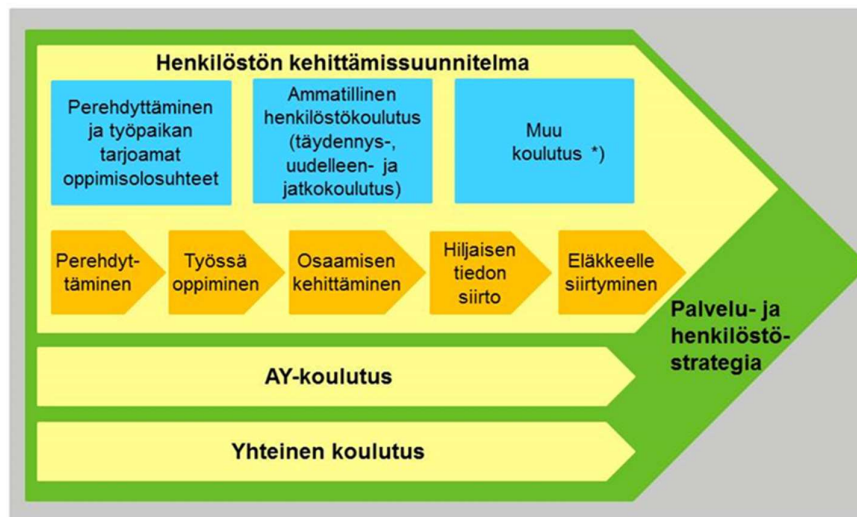 Henkilöstön kehittämissuunnitelma
Perehdyttäminen
ja työpaikan
tarjoamat
oppimisolosuhteet
Ammatillinen
henkilöstökoulutus
(täydennys-,
uudelleen- ja
jatkokoulutus)
Muu
koulutus *)
Perehdyt-
täminen
Työssä
oppiminen
Osaamisen
kehittäminen
Hiljaisen
tiedon
siirto
Eläkkeelle
siirtyminen
Palvelu- ja
henkilöstö-
strategia
AY-koulutus
Yhteinen koulutus